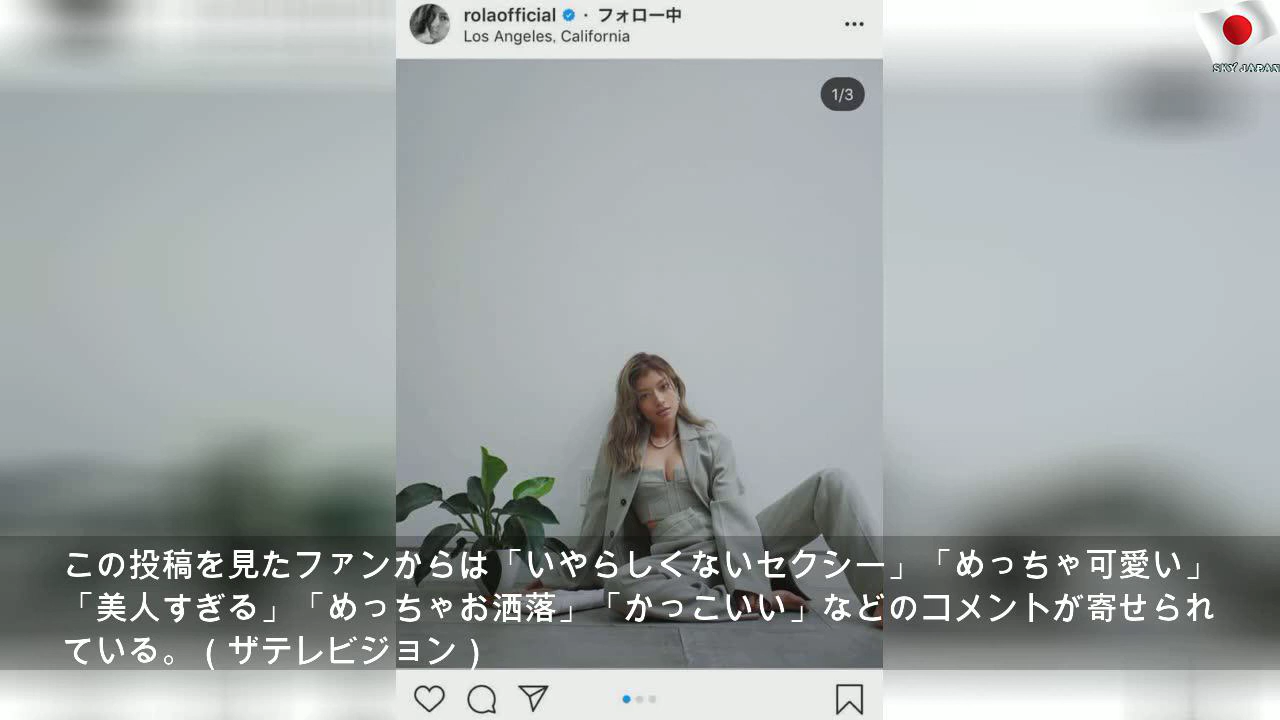 rolaofficial · フォロー中
Los Angeles, California
1/3
SKY JAPAN
この投稿を見たファンからは「いやらしくないセクシー」「めっちゃ可愛い」
「美人すぎる」「めっちゃお洒落」「かっこいい」などのコメントが寄せられ
ている。(ザテレビジョン)